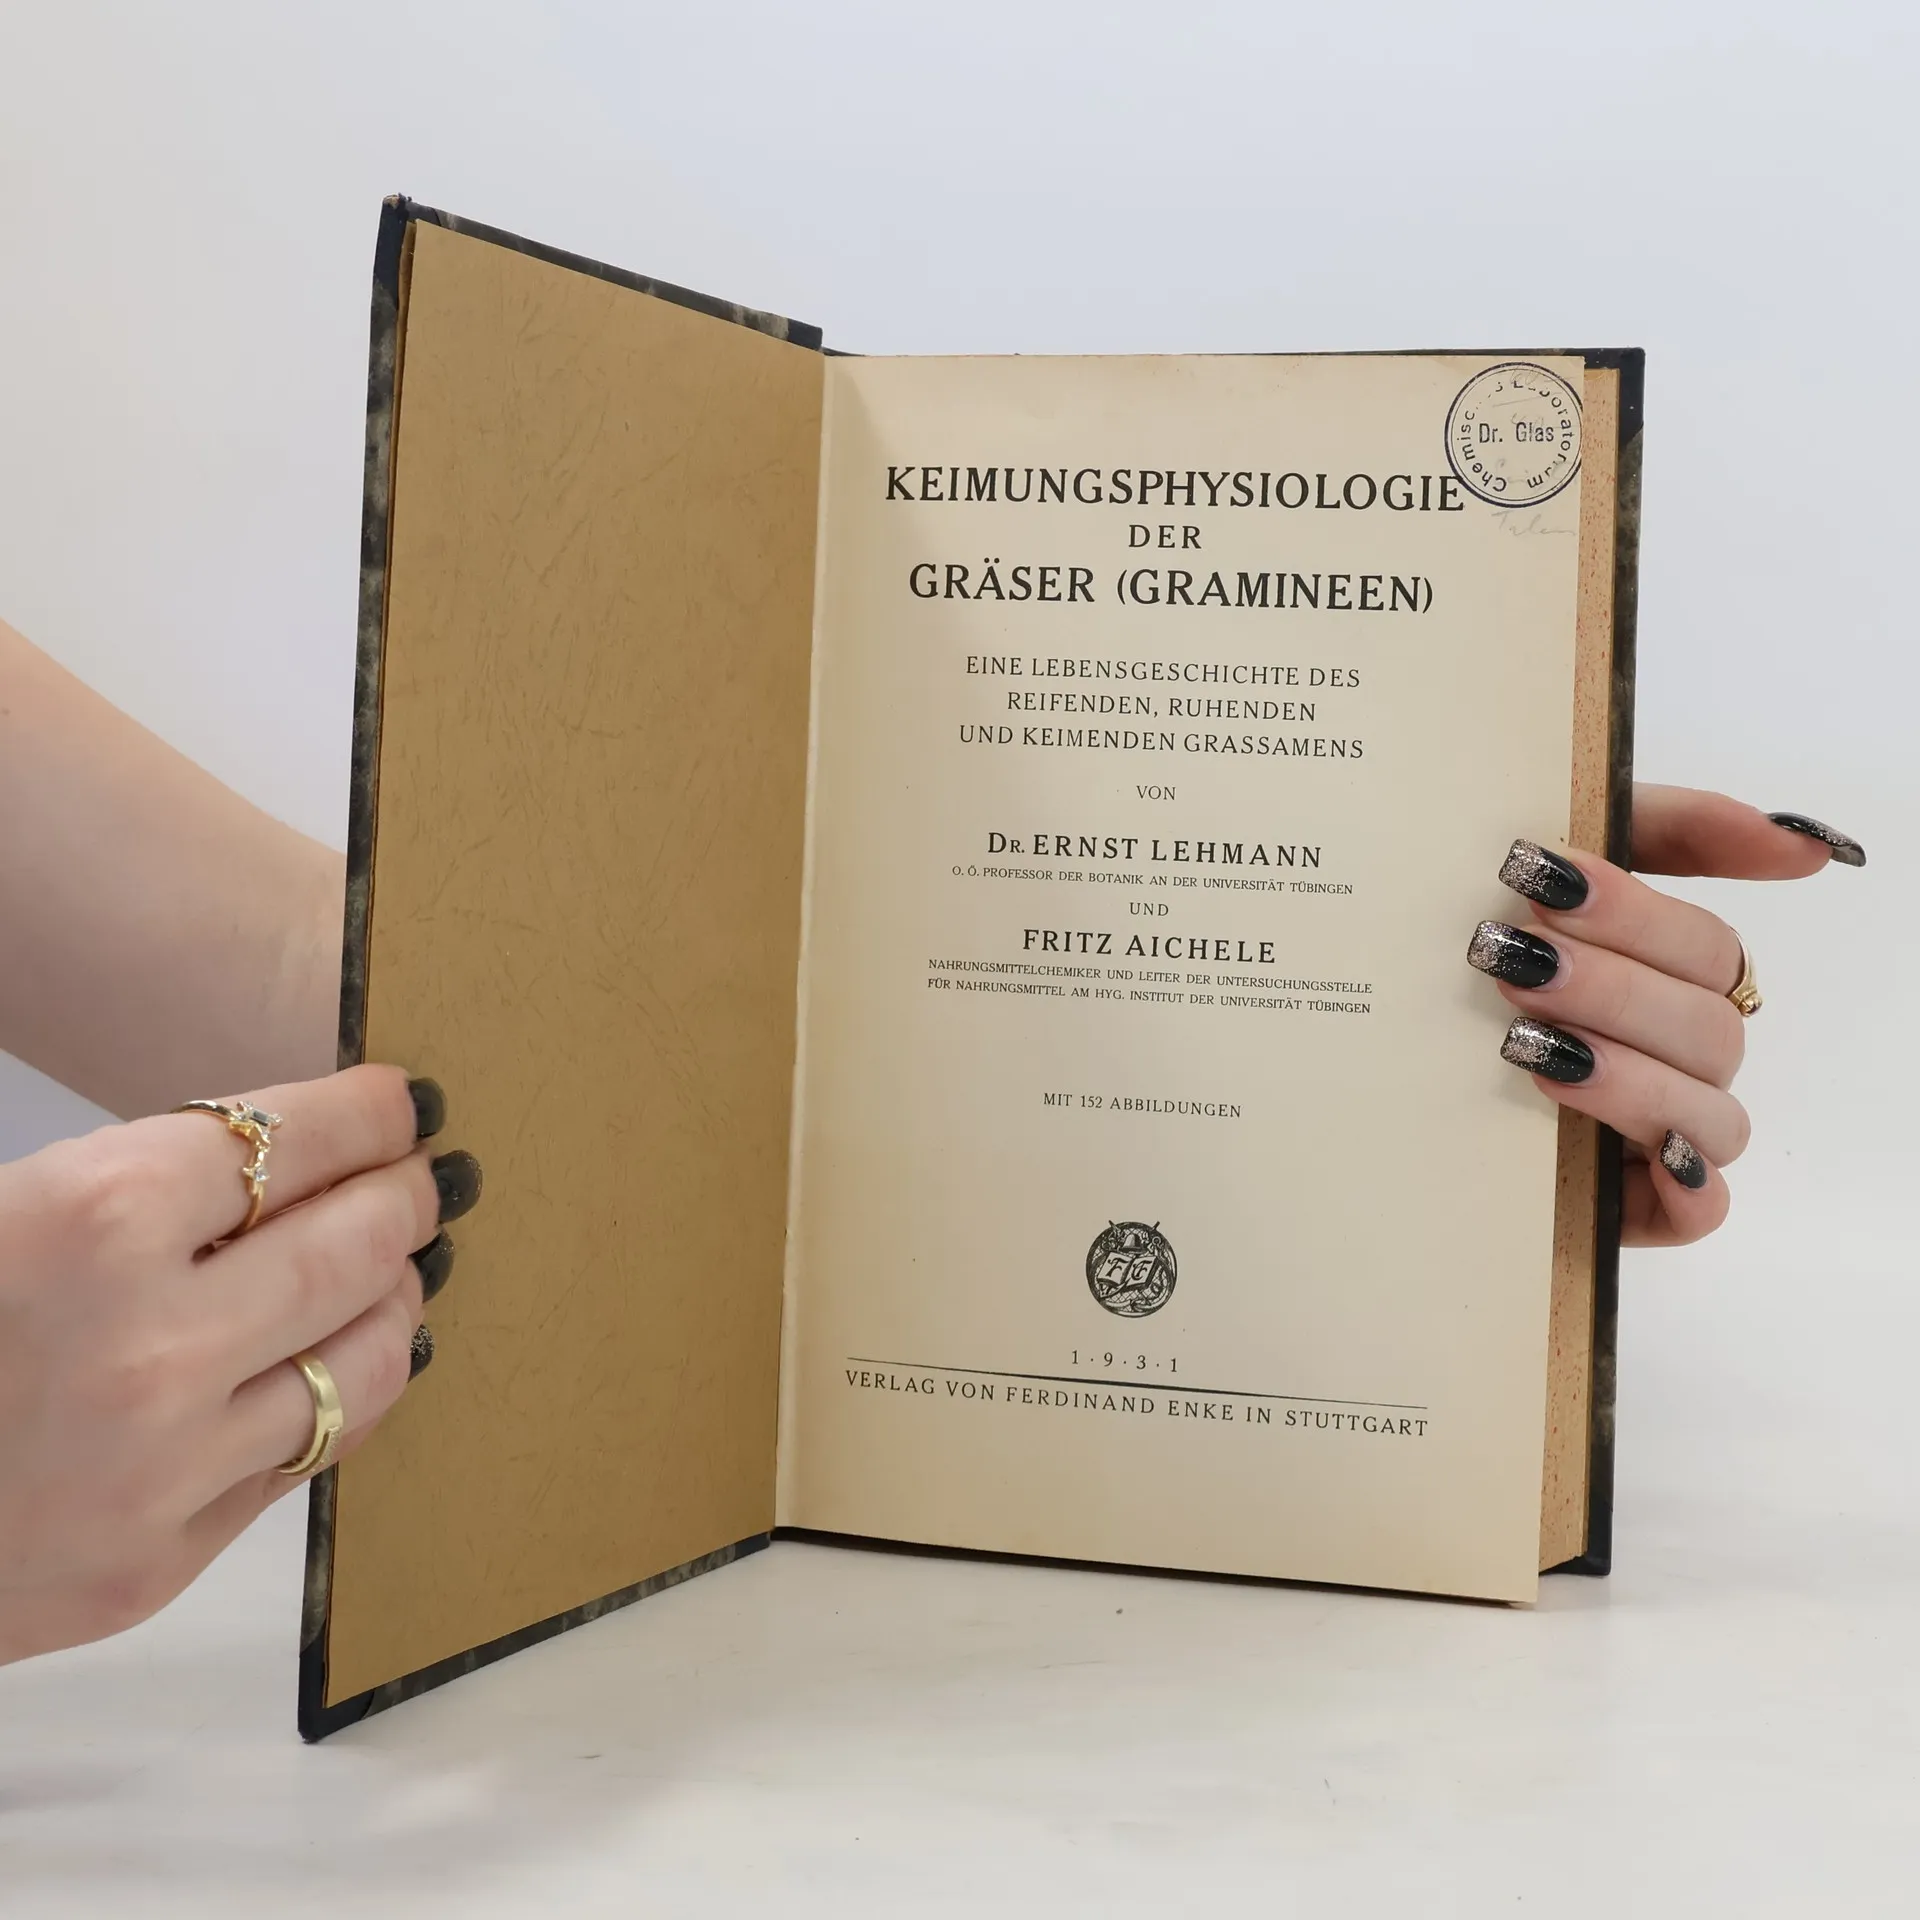 Chemisches Laboratorium
Dr. Glas
KEIMUNGSPHYSIOLOGIE
DER
GRÄSER (GRAMINEEN)
EINE LEBENSGESCHICHTE DES
REIFENDEN, RUHENDEN
UND KEIMENDEN GRASSAMENS
VON
DR. ERNST LEHMANN
O. Ö. PROFESSOR DER BOTANIK AN DER UNIVERSITÄT TÜBINGEN
UND
FRITZ AICHELE
NAHRUNGSMITTELCHEMIKER UND LEITER DER UNTERSUCHUNGSSTELLE
FÜR NAHRUNGSMITTEL AM HYG. INSTITUT DER UNIVERSITÄT TÜBINGEN
MIT 152 ABBILDUNGEN
F E
1 · 9 · 3 · 1
VERLAG VON FERDINAND ENKE IN STUTTGART